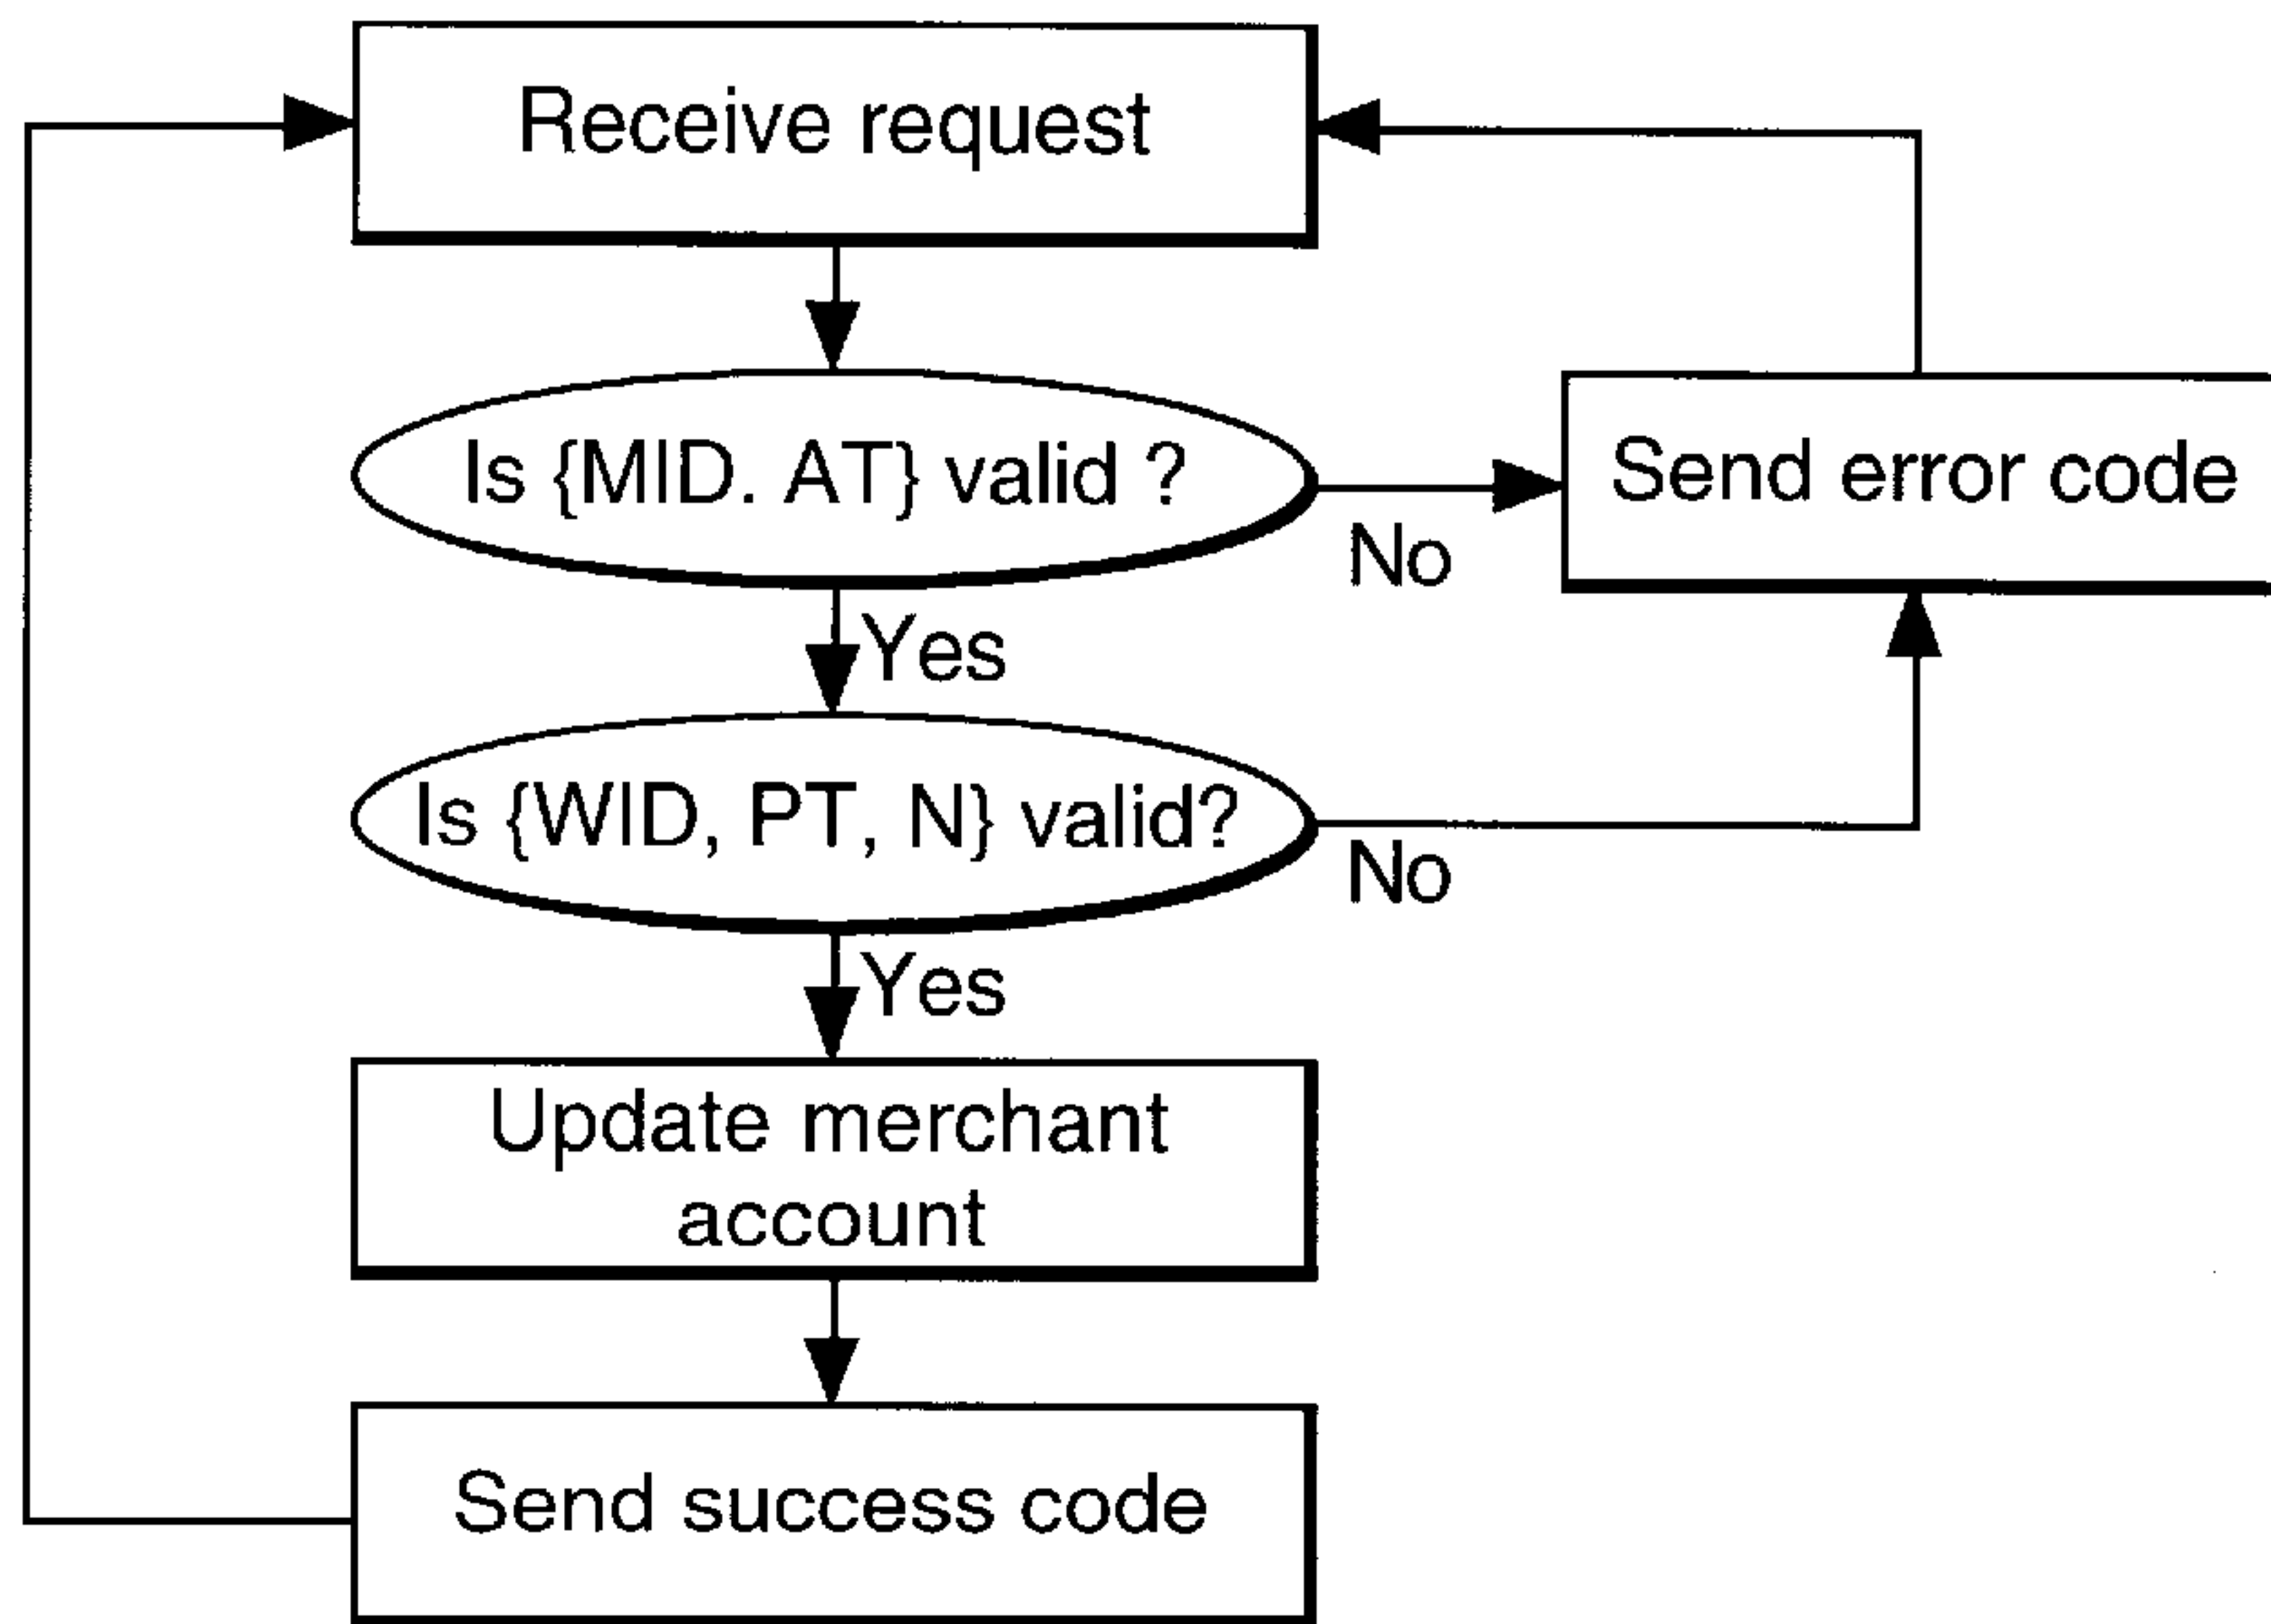 Receive request
Is {MID. AT} valid ?
Send error code
No
Yes
Is {WID, PT, N} valid?
No
Yes
Update merchant
account
Send success code